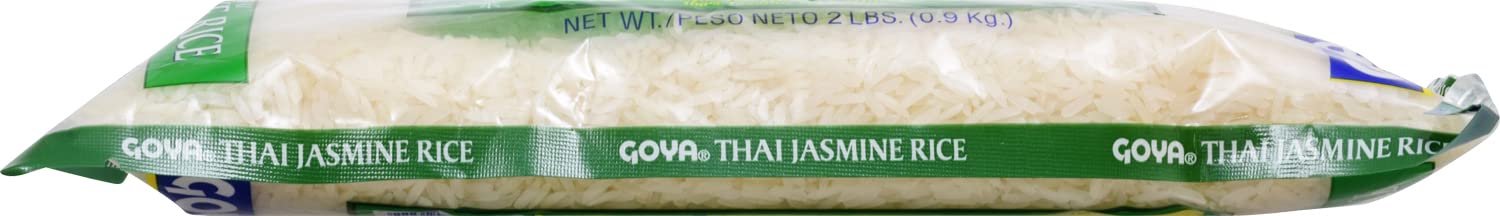 RICE
NET WT./PESO NETO 2 LBS. (0.9 Kg.)
GOYA® THAI JASMINE RICE
GOYA® THAI JASMINE RICE
GOYA® THAI JASMINE RICE